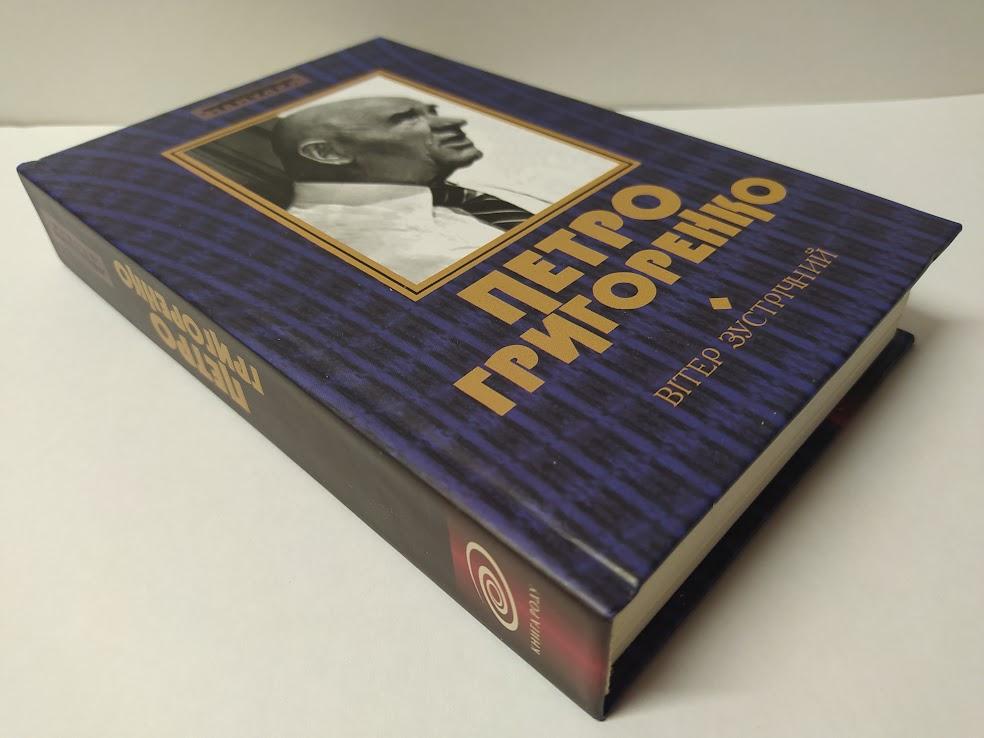 ПЕТРО
ГРИГОРЕНКО
ВІТЕР ЗУСТРІЧНИЙ
ПЕТРО
ГРИГОРЕНКО
КНИГА РОДУ